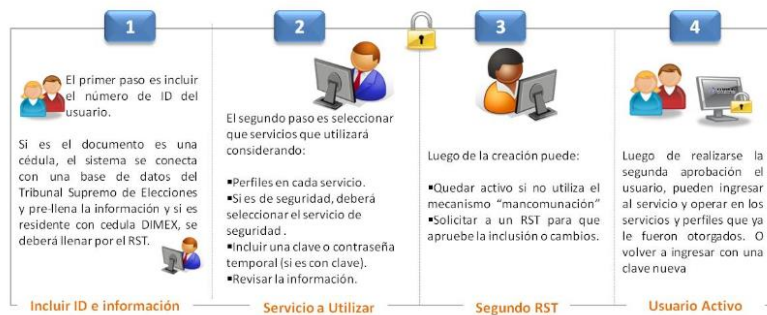 1
El primer paso es incluir
el número de ID del
usuario.
Si es el documento es una
cédula, el sistema se conecta
con una base de datos del
Tribunal Supremo de Elecciones
y pre-llena la información y si es
residente con cedula DIMEX, se
deberá llenar por el RST.
Incluir ID e información
2
El segundo paso es seleccionar
que servicios que utilizará
considerando:
▪Perfiles en cada servicio.
▪Si es de seguridad, deberá
seleccionar el servicio de
seguridad .
▪Incluir una clave o contraseña
temporal (si es con clave).
▪Revisar la información.
Servicio a Utilizar
3
Luego de la creación puede:
▪Quedar activo si no utiliza el
mecanismo “mancomunación”
▪Solicitar a un RST para que
apruebe la inclusión o cambios.
Segundo RST
4
Luego de realizarse la
segunda aprobación el
usuario, pueden ingresar
al servicio y operar en los
servicios y perfiles que ya
le fueron otorgados. O
volver a ingresar con una
clave nueva
Usuario Activo